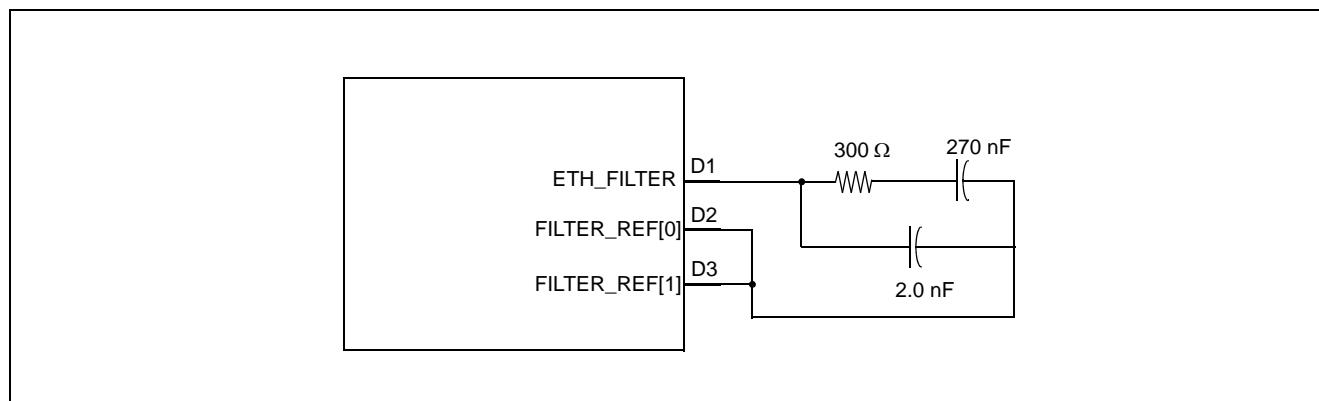 300 Ω
270 nF
ETH_FILTER
D1
FILTER_REF[0]
D2
FILTER_REF[1]
D3
2.0 nF